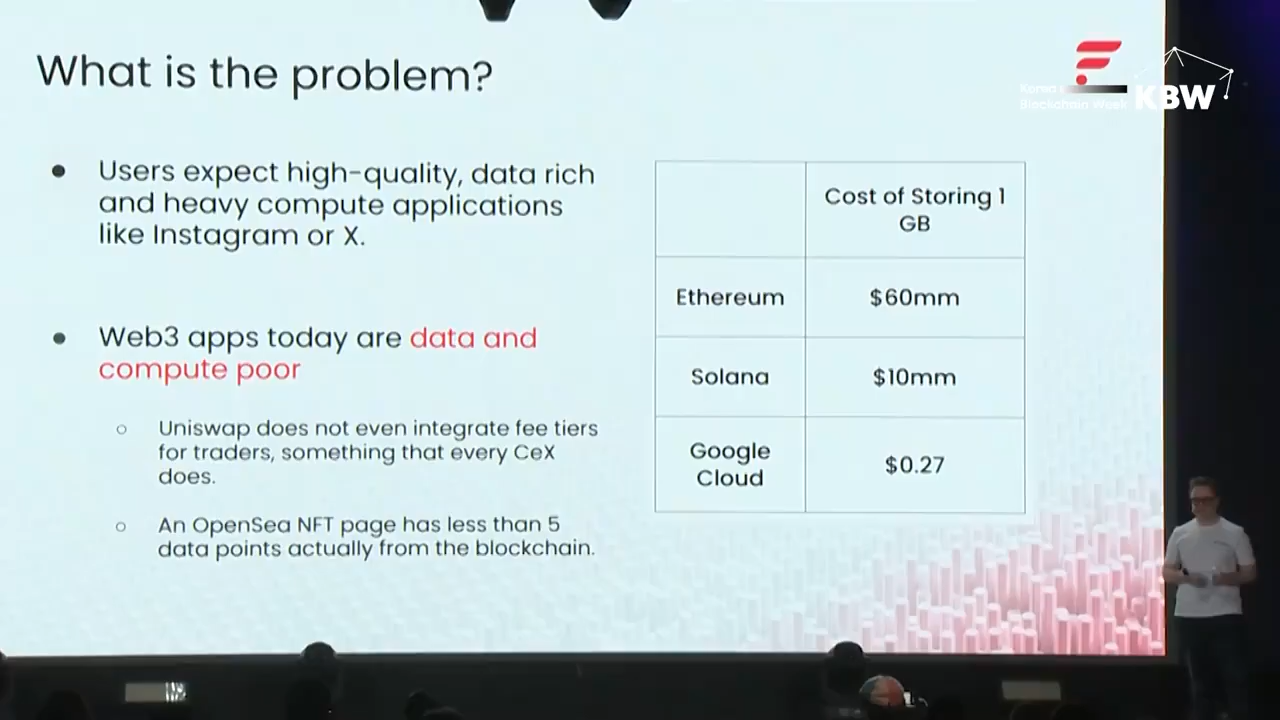 What is the problem?
Korea
Blockchain Week
KBW
Users expect high-quality, data rich
and heavy compute applications
like Instagram or X.
Web3 apps today are data and
compute poor
Uniswap does not even integrate fee tiers
for traders, something that every CeX
does.
An OpenSea NFT page has less than 5
data points actually from the blockchain.
Cost of Storing 1
GB
Ethereum
$60mm
Solana
$10mm
Google
Cloud
$0.27